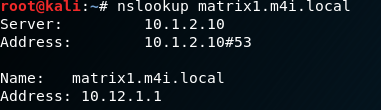 root@kali:~# nslookup matrix1.m4i.local
Server:         10.1.2.10
Address:        10.1.2.10#53
Name:   matrix1.m4i.local
Address: 10.12.1.1